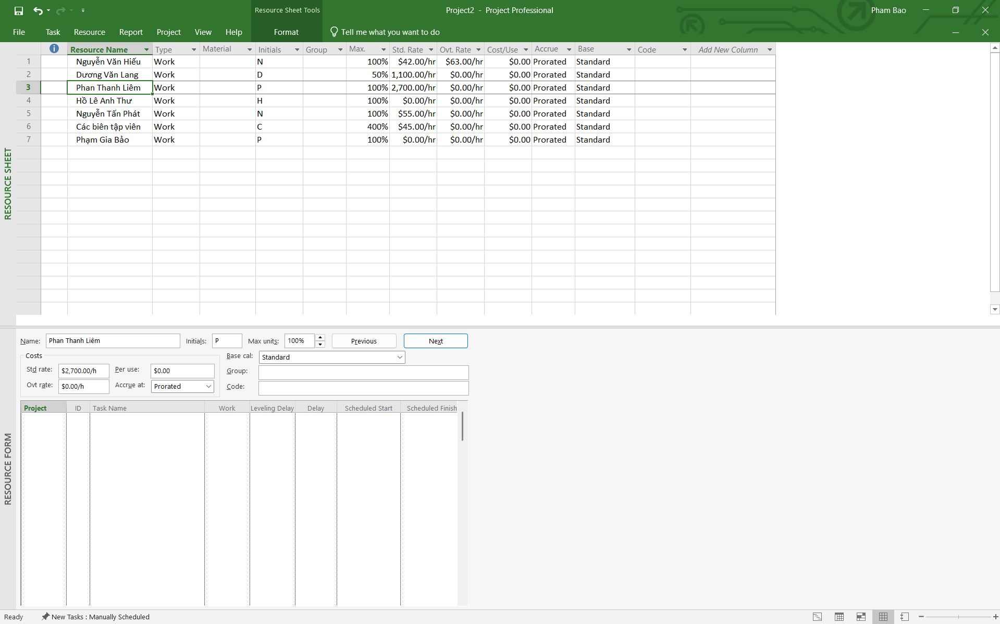 Resource Sheet Tools
Project2 - Project Professional
Pham Bao
File Task Resource Report Project View Help Format Tell me what you want to do
Resource Name Type Material Initials Group Max. Std. Rate Ovt. Rate Cost/Use Accrue Base Code Add New Column
1 Nguyễn Văn Hiếu Work N 100% $42.00/hr $63.00/hr $0.00 Prorated Standard
2 Dương Văn Lang Work D 50% 1,100.00/hr $0.00/hr $0.00 Prorated Standard
3 Phan Thanh Liêm Work P 100% 2,700.00/hr $0.00/hr $0.00 Prorated Standard
4 Hồ Lê Anh Thư Work H 100% $0.00/hr $0.00/hr $0.00 Prorated Standard
5 Nguyễn Tấn Phát Work N 100% $55.00/hr $0.00/hr $0.00 Prorated Standard
6 Các biên tập viên Work C 400% $45.00/hr $0.00/hr $0.00 Prorated Standard
7 Phạm Gia Bảo Work P 100% $0.00/hr $0.00/hr $0.00 Prorated Standard
RESOURCE SHEET
Name: Phan Thanh Liêm Initials: P Max units: 100% Previous Next
Costs
Base cal: Standard
Std rate: $2,700.00/h Per use: $0.00
Group:
Ovt rate: $0.00/h Accrue at: Prorated
Code:
Project ID Task Name Work Leveling Delay Delay Scheduled Start Scheduled Finish
RESOURCE FORM
Ready New Tasks : Manually Scheduled